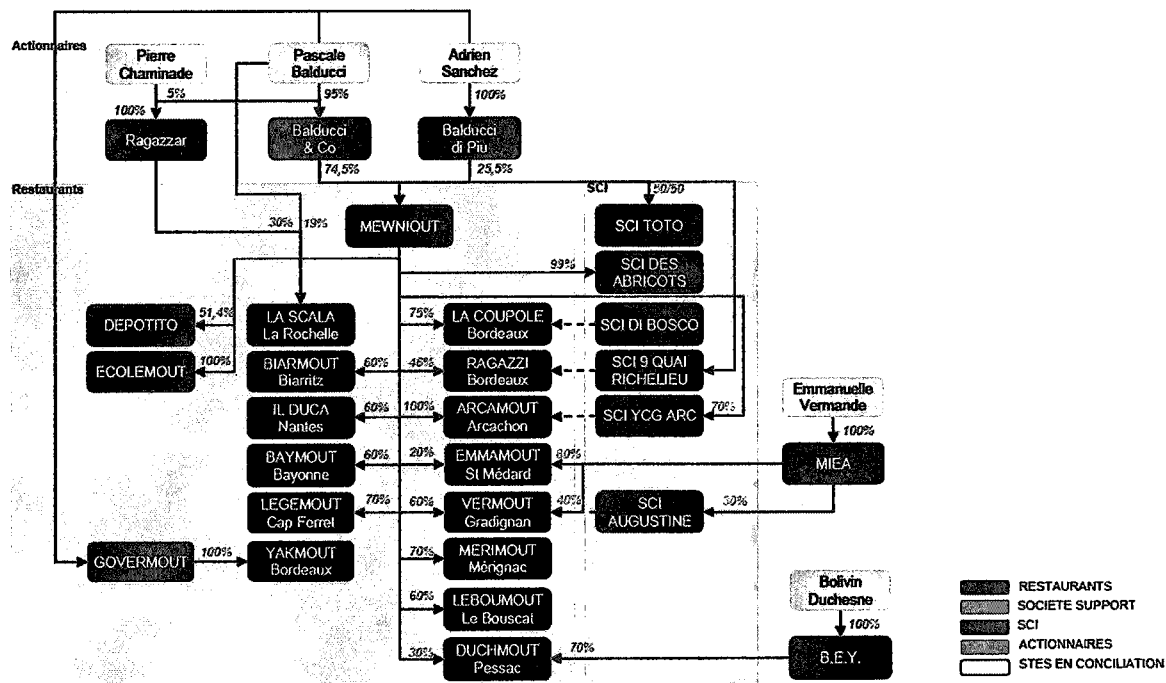 Actionnaires
Pierre
Chaminade
Pascale
Balducci
Adrien
Sanchez
5%
95%
100%
100%
Ragazzar
Balducci
& Co
Balducci
di Piu
74,5%
25,5%
Restaurants
SCI
50/50
30%
19%
MEWNIOUT
SCI TOTO
99%
SCI DES
ABRICOTS
DEPOTITO
51,4%
LA SCALA
La Rochelle
75%
LA COUPOLE
Bordeaux
SCI DI BOSCO
ECOLEMOUT
100%
BIARMOUT
Biarritz
60%
46%
RAGAZZI
Bordeaux
SCI 9 QUAI
RICHELIEU
Emmanuelle
Vermande
IL DUCA
Nantes
60%
100%
ARCAMOUT
Arcachon
SCI YCG ARC
70%
100%
BAYMOUT
Bayonne
60%
20%
EMMAMOUT
St Médard
80%
MIEA
LEGEMOUT
Cap Ferrel
70%
60%
VERMOUT
Gradignan
40%
SCI
AUGUSTINE
30%
GOVERMOUT
100%
YAKMOUT
Bordeaux
70%
MERIMOUT
Mérignac
60%
LEBOUMOUT
Le Bouscat
Bolivin
Duchesne
100%
30%
DUCHMOUT
Pessac
70%
B.E.Y.
RESTAURANTS
SOCIETE SUPPORT
SCI
ACTIONNAIRES
STES EN CONCILIATION